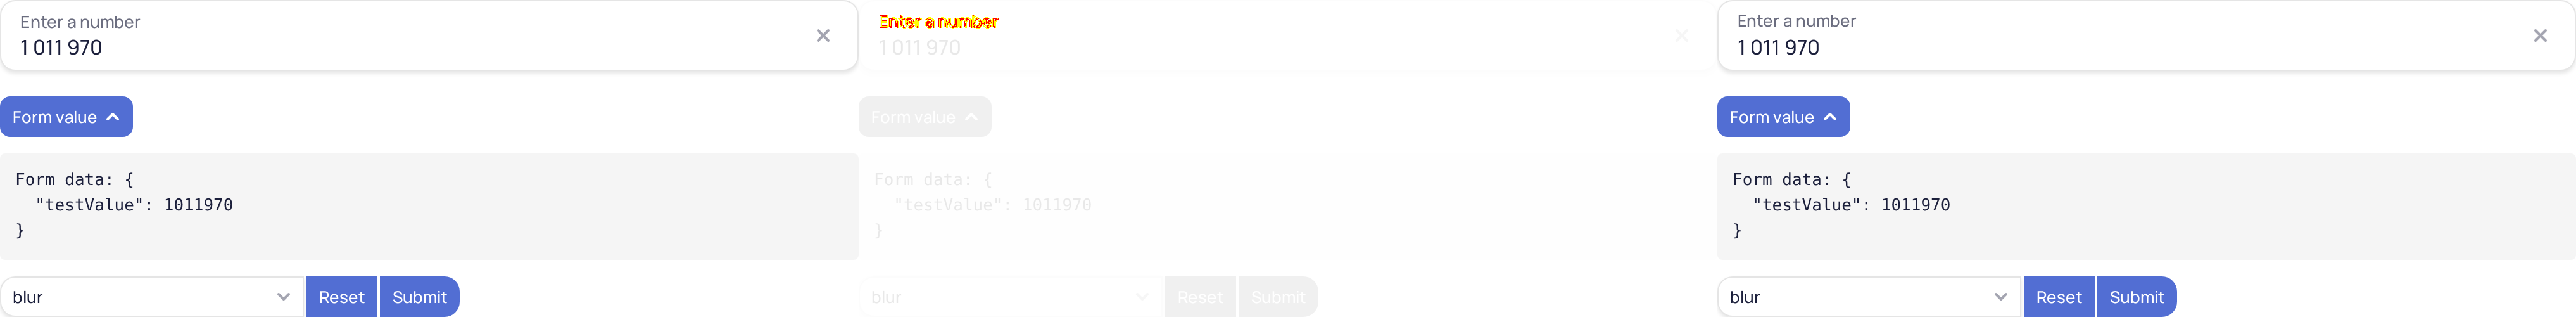 Enter a number
1 011 970
Form value
Form data: {
  "testValue": 1011970
}
blur
Reset
Submit
Enter a number
1 011 970
Form value
Form data: {
  "testValue": 1011970
}
blur
Reset
Submit
Enter a number
1 011 970
Form value
Form data: {
  "testValue": 1011970
}
blur
Reset
Submit